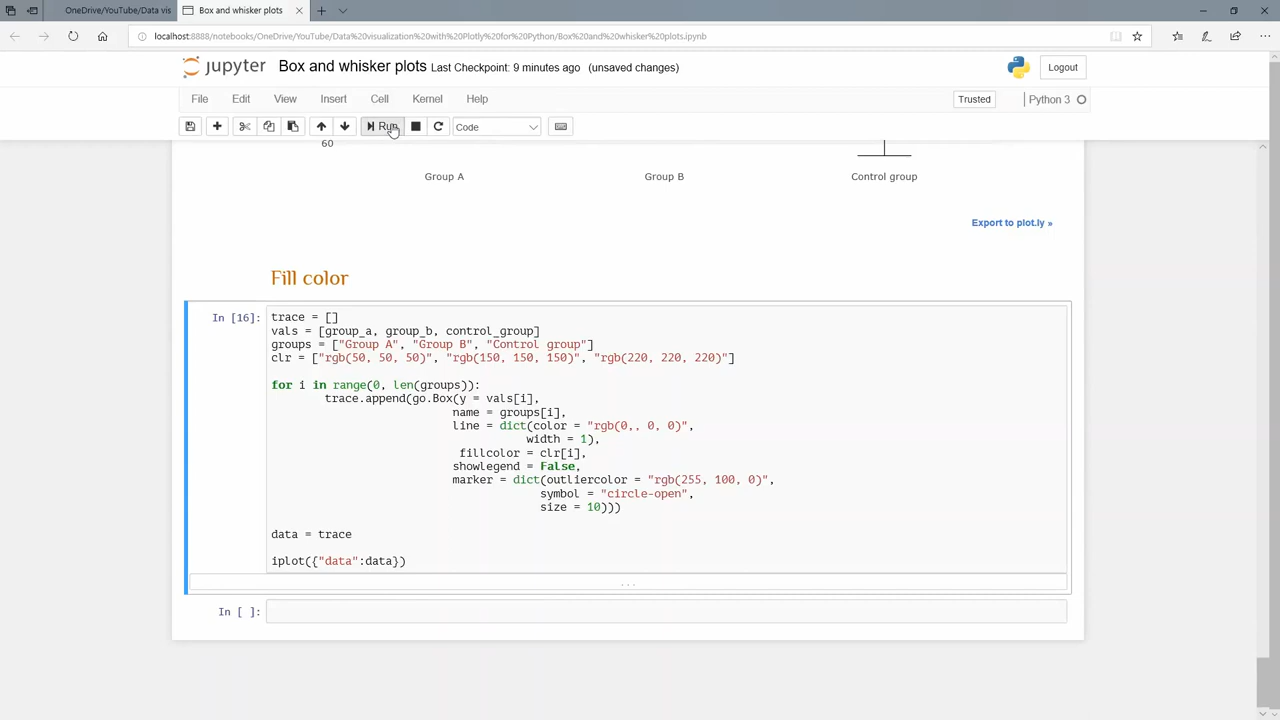 OneDrive/YouTube/Data vis
Box and whisker plots
localhost:8888/notebooks/OneDrive/YouTube/Data%20visualization%20with%20Plotly%20for%20Python/Box%20and%20whisker%20plots.ipynb
jupyter Box and whisker plots Last Checkpoint: 9 minutes ago (unsaved changes) Logout
File Edit View Insert Cell Kernel Help Trusted Python 3
Run Code
60
Group A Group B Control group
Export to plot.ly »
Fill color
In [16]:
trace = []
vals = [group_a, group_b, control_group]
groups = ["Group A", "Group B", "Control group"]
clr = ["rgb(50, 50, 50)", "rgb(150, 150, 150)", "rgb(220, 220, 220)"]
for i in range(0, len(groups)):
trace.append(go.Box(y = vals[i],
name = groups[i],
line = dict(color = "rgb(0,, 0, 0)",
width = 1),
fillcolor = clr[i],
showlegend = False,
marker = dict(outliercolor = "rgb(255, 100, 0)",
symbol = "circle-open",
size = 10)))
data = trace
iplot({"data":data})
...
In [ ]: